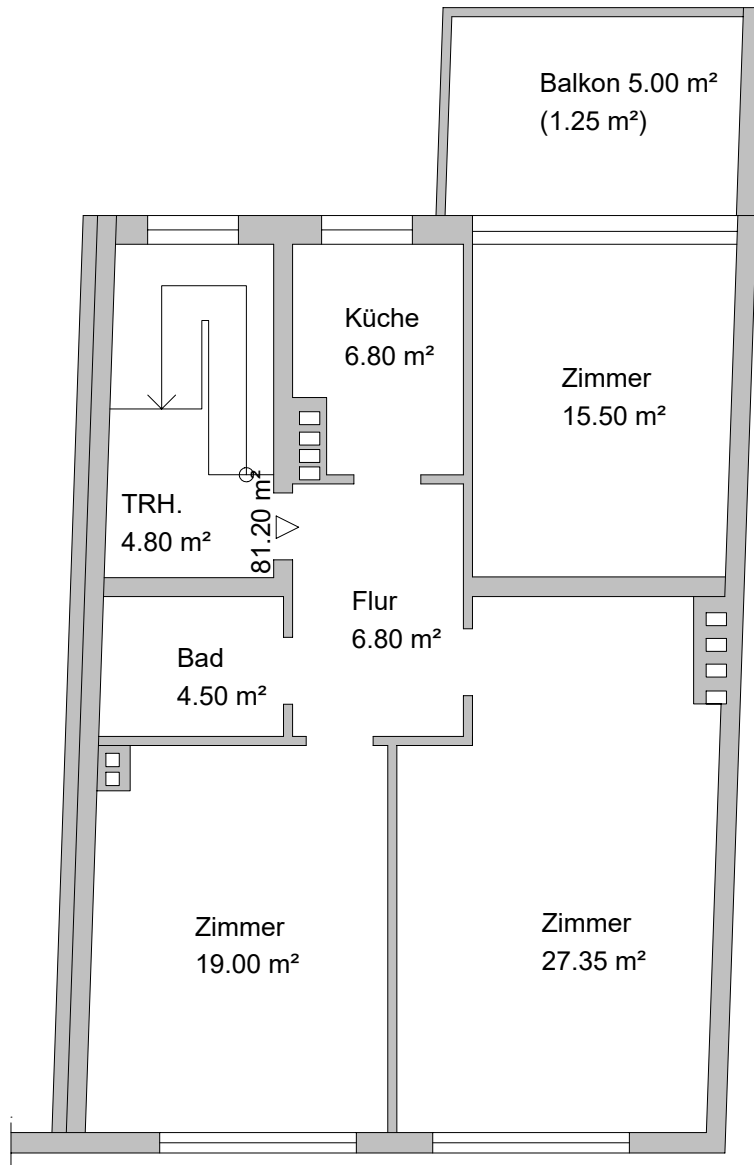 Balkon 5.00 m²
(1.25 m²)
Küche
6.80 m²
Zimmer
15.50 m²
TRH.
4.80 m²
81.20 m²
Flur
6.80 m²
Bad
4.50 m²
Zimmer
19.00 m²
Zimmer
27.35 m²